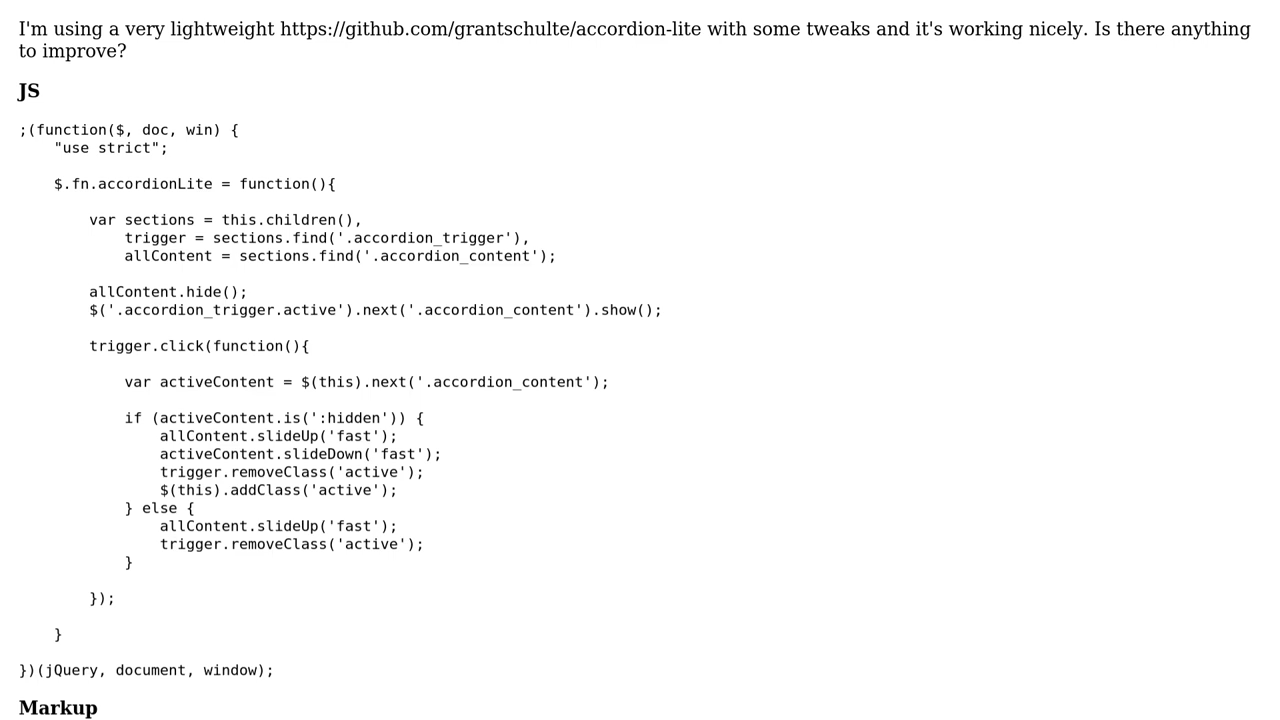 I'm using a very lightweight https://github.com/grantschulte/accordion-lite with some tweaks and it's working nicely. Is there anything
to improve?
JS
;(function($, doc, win) {
    "use strict";
    $.fn.accordionLite = function(){
        var sections = this.children(),
            trigger = sections.find('.accordion_trigger'),
            allContent = sections.find('.accordion_content');
        allContent.hide();
        $('.accordion_trigger.active').next('.accordion_content').show();
        trigger.click(function(){
            var activeContent = $(this).next('.accordion_content');
            if (activeContent.is(':hidden')) {
                allContent.slideUp('fast');
                activeContent.slideDown('fast');
                trigger.removeClass('active');
                $(this).addClass('active');
            } else {
                allContent.slideUp('fast');
                trigger.removeClass('active');
            }
        });
    }
})(jQuery, document, window);
Markup